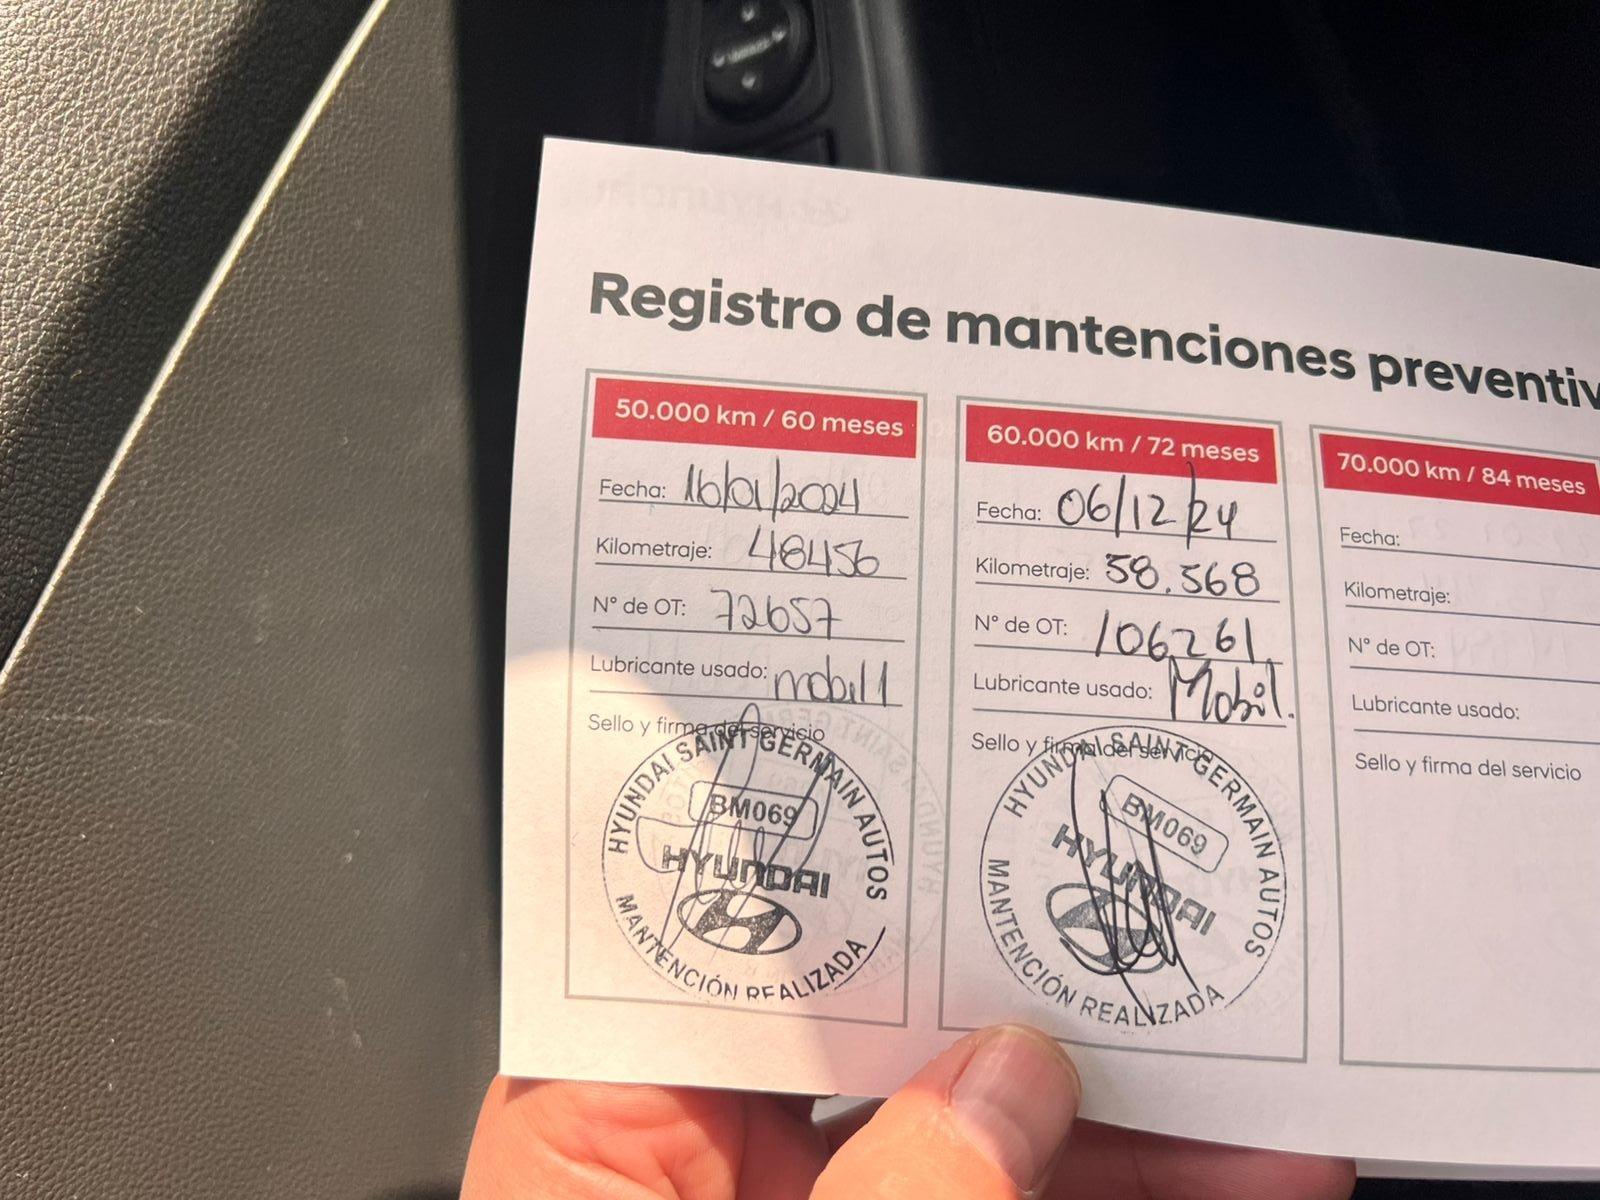 Registro de mantenciones preventiv
50.000 km / 60 meses
Fecha: 16/01/2024
Kilometraje: 48456
N° de OT: 72657
Lubricante usado: mobil 1
Sello y firma del servicio
HYUNDAI SAINT GERMAIN AUTOS
BM069
HYUNDAI
MANTENCIÓN REALIZADA
60.000 km / 72 meses
Fecha: 06/12/24
Kilometraje: 58.568
N° de OT: 106261
Lubricante usado: Mobil.
Sello y firma del servicio
HYUNDAI SAINT GERMAIN AUTOS
BM069
HYUNDAI
MANTENCIÓN REALIZADA
70.000 km / 84 meses
Fecha:
Kilometraje:
N° de OT:
Lubricante usado:
Sello y firma del servicio